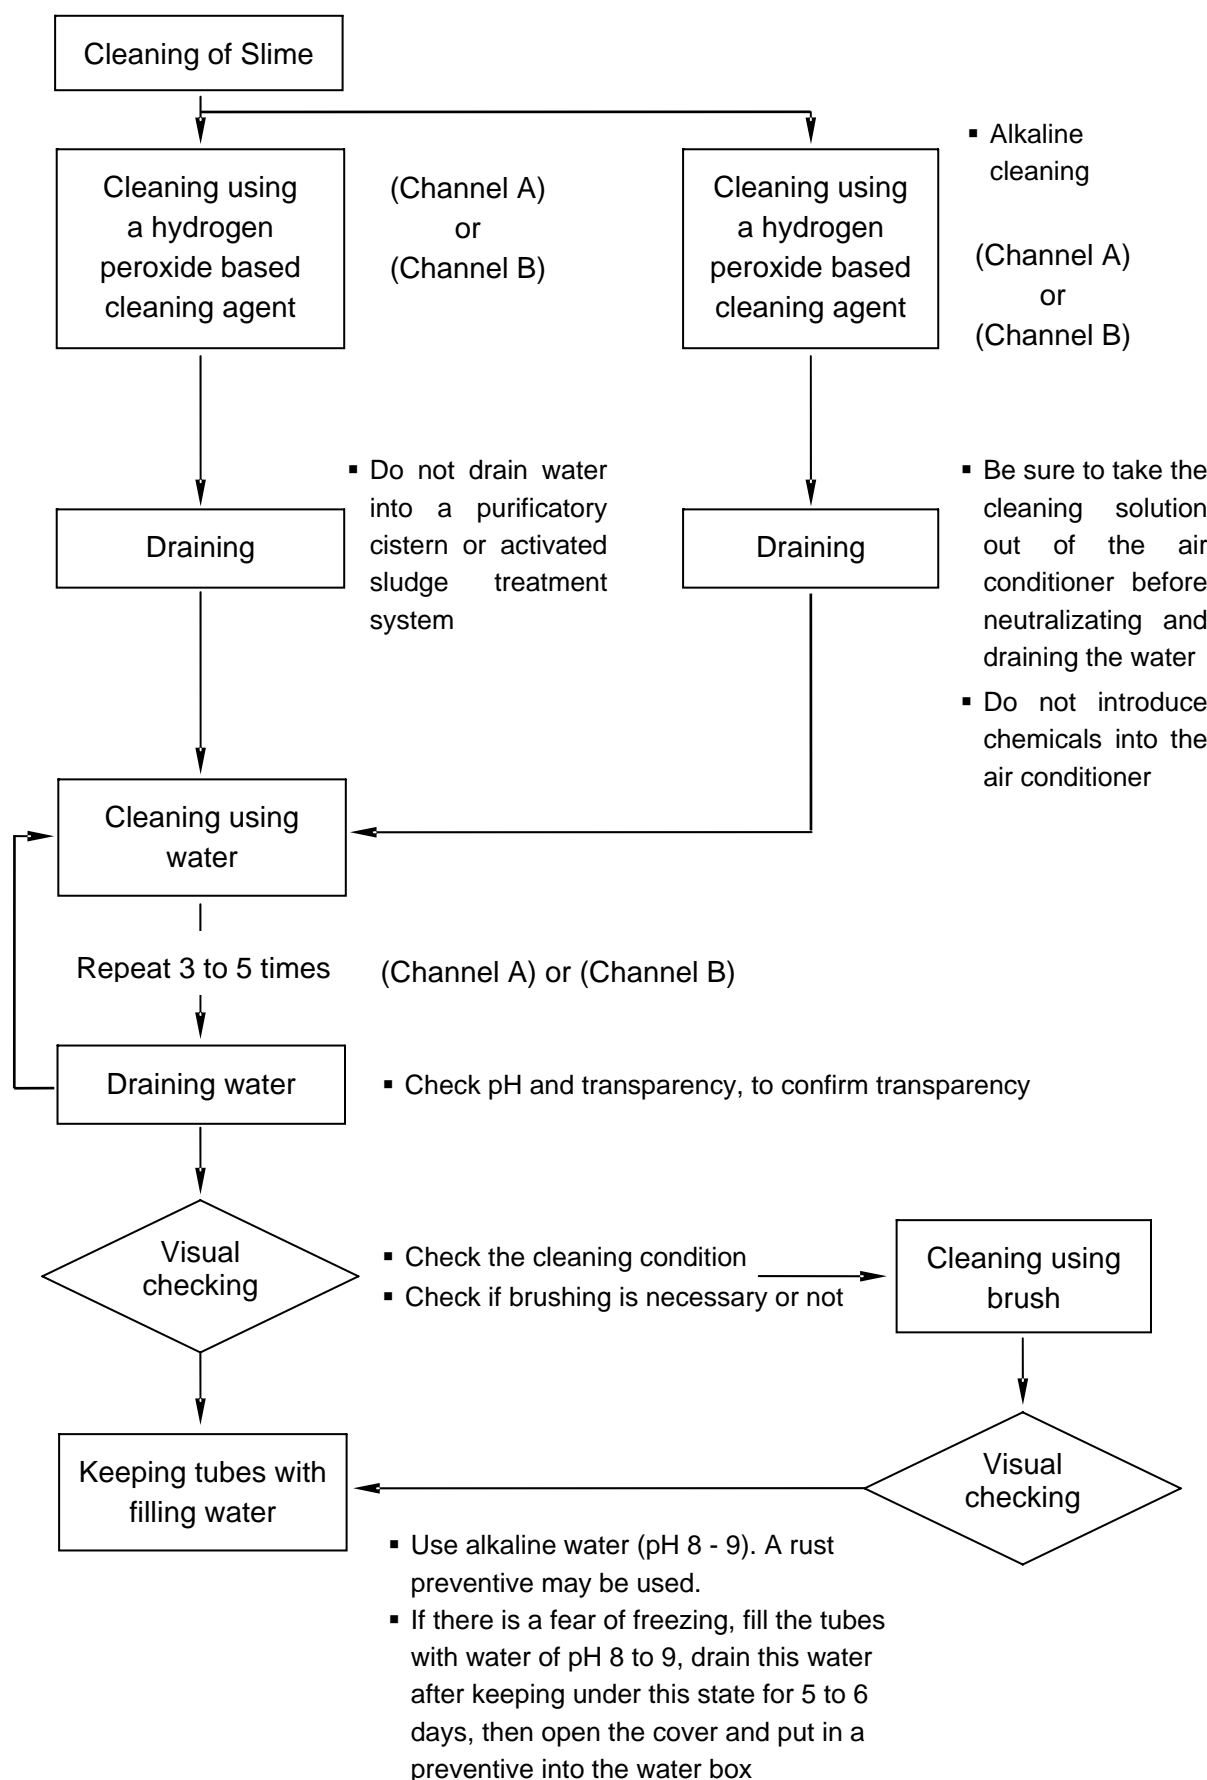 Cleaning of Slime
Cleaning using
a hydrogen
peroxide based
cleaning agent
(Channel A)
or
(Channel B)
Cleaning using
a hydrogen
peroxide based
cleaning agent
▪ Alkaline
cleaning
(Channel A)
or
(Channel B)
Draining
▪ Do not drain water
into a purificatory
cistern or activated
sludge treatment
system
Draining
▪ Be sure to take the
cleaning solution
out of the air
conditioner before
neutralizating and
draining the water
▪ Do not introduce
chemicals into the
air conditioner
Cleaning using
water
Repeat 3 to 5 times
(Channel A) or (Channel B)
Draining water
▪ Check pH and transparency, to confirm transparency
Visual
checking
▪ Check the cleaning condition
▪ Check if brushing is necessary or not
Cleaning using
brush
Visual
checking
Keeping tubes with
filling water
▪ Use alkaline water (pH 8 - 9). A rust
preventive may be used.
▪ If there is a fear of freezing, fill the tubes
with water of pH 8 to 9, drain this water
after keeping under this state for 5 to 6
days, then open the cover and put in a
preventive into the water box